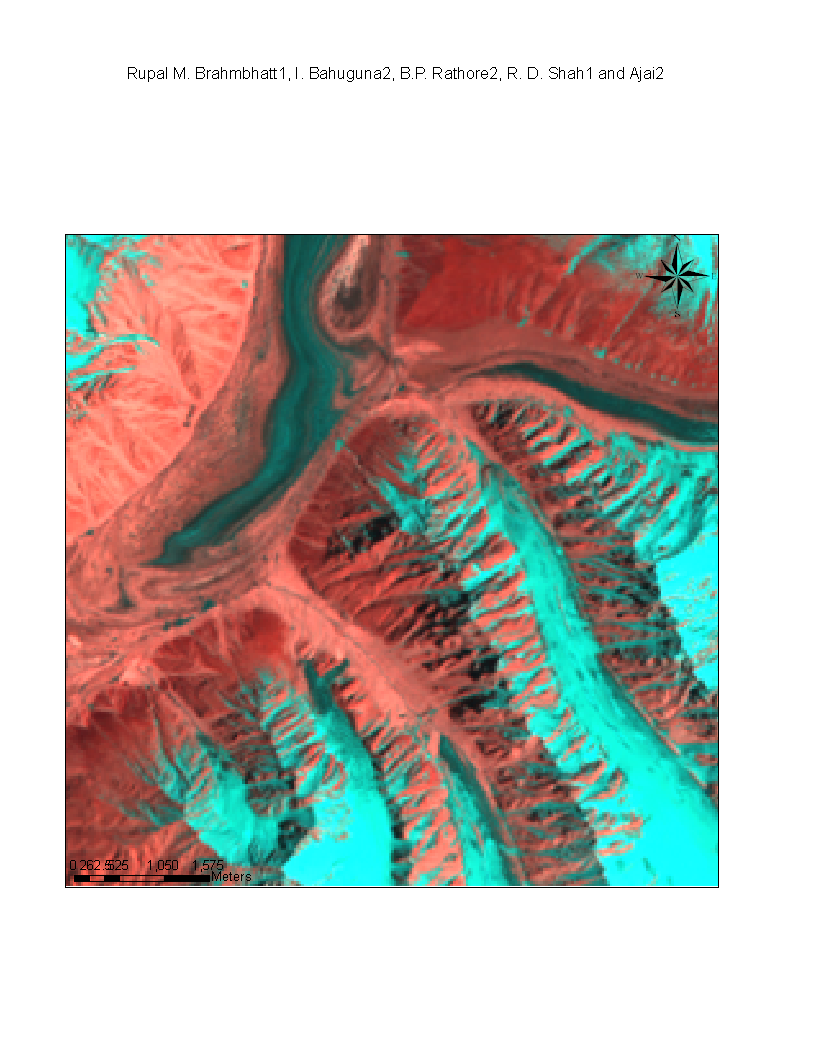 Rupal M. Brahmbhatt1, I. Bahuguna2, B.P. Rathore2, R. D. Shah1 and Ajai2
W
S
0 262.5525 1,050 1,575
Meters